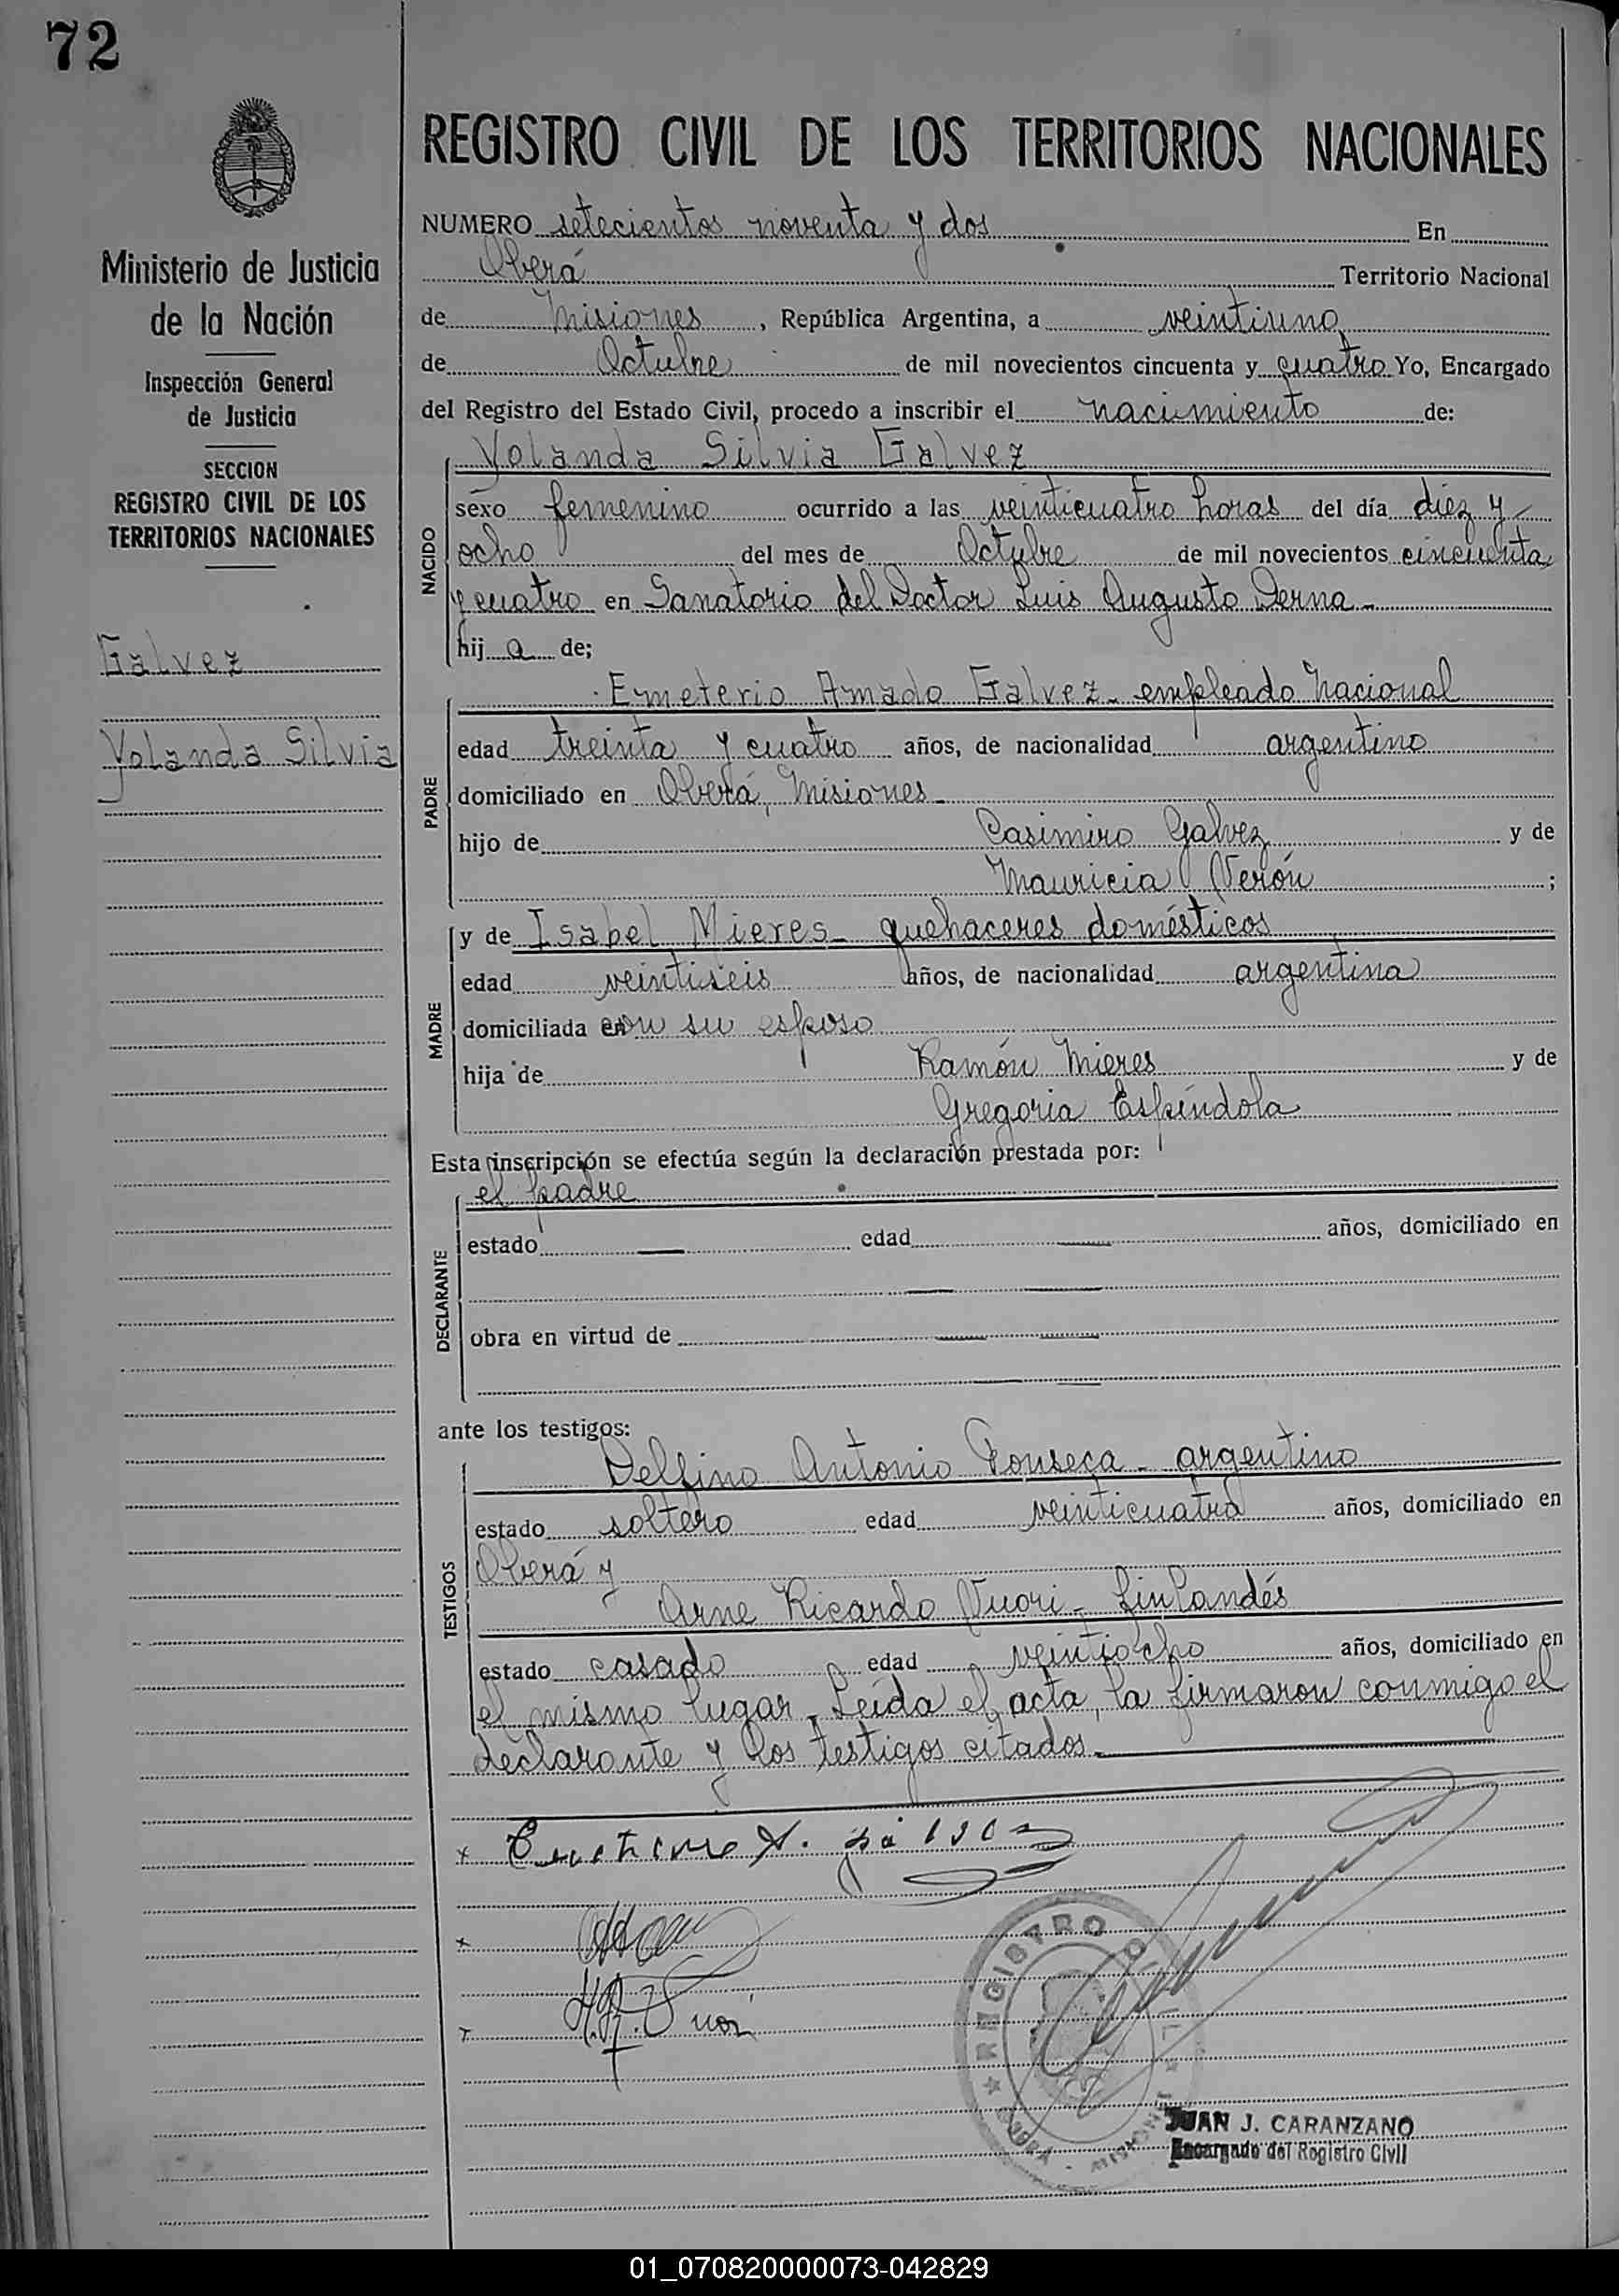 72
REGISTRO CIVIL DE LOS TERRITORIOS NACIONALES
Ministerio de Justicia
de la Nación
Inspección General
de Justicia
SECCION
REGISTRO CIVIL DE LOS
TERRITORIOS NACIONALES
Galvez
Yolanda Silvia
NUMERO setecientos noventa y dos En
Oberá Territorio Nacional
de Misiones, República Argentina, a veintiuno
de Octubre de mil novecientos cincuenta y cuatro Yo, Encargado
del Registro del Estado Civil, procedo a inscribir el nacimiento de:
NACIDO
Yolanda Silvia Galvez
sexo femenino ocurrido a las veinticuatro horas del día diez y
ocho del mes de Octubre de mil novecientos cincuenta
y cuatro en Sanatorio del Doctor Luis Augusto Derna
hij a de;
PADRE
Emeterio Amado Galvez - empleado Nacional
edad treinta y cuatro años, de nacionalidad argentino
domiciliado en Oberá, Misiones
hijo de Casimiro Galvez y de
Mauricia Verón ;
MADRE
y de Isabel Mieres - quehaceres domésticos
edad veintiseis años, de nacionalidad argentina
domiciliada con su esposo
hija de Ramón Mieres y de
Gregoria Espíndola
Esta inscripción se efectúa según la declaración prestada por:
DECLARANTE
el padre
estado — edad — años, domiciliado en
obra en virtud de
ante los testigos:
TESTIGOS
Delfino Antonio Fonseca - argentino
estado soltero edad veinticuatro años, domiciliado en
Oberá y
Arne Ricardo Vuori - finlandés
estado casado edad veintiocho años, domiciliado en
el mismo lugar. Leída el acta, la firmaron conmigo el
declarante y los testigos citados.
Vuori
REGISTRO CIVIL
OBERÁ - MISIONES
JUAN J. CARANZANO
Encargado del Registro Civil
01_070820000073-042829